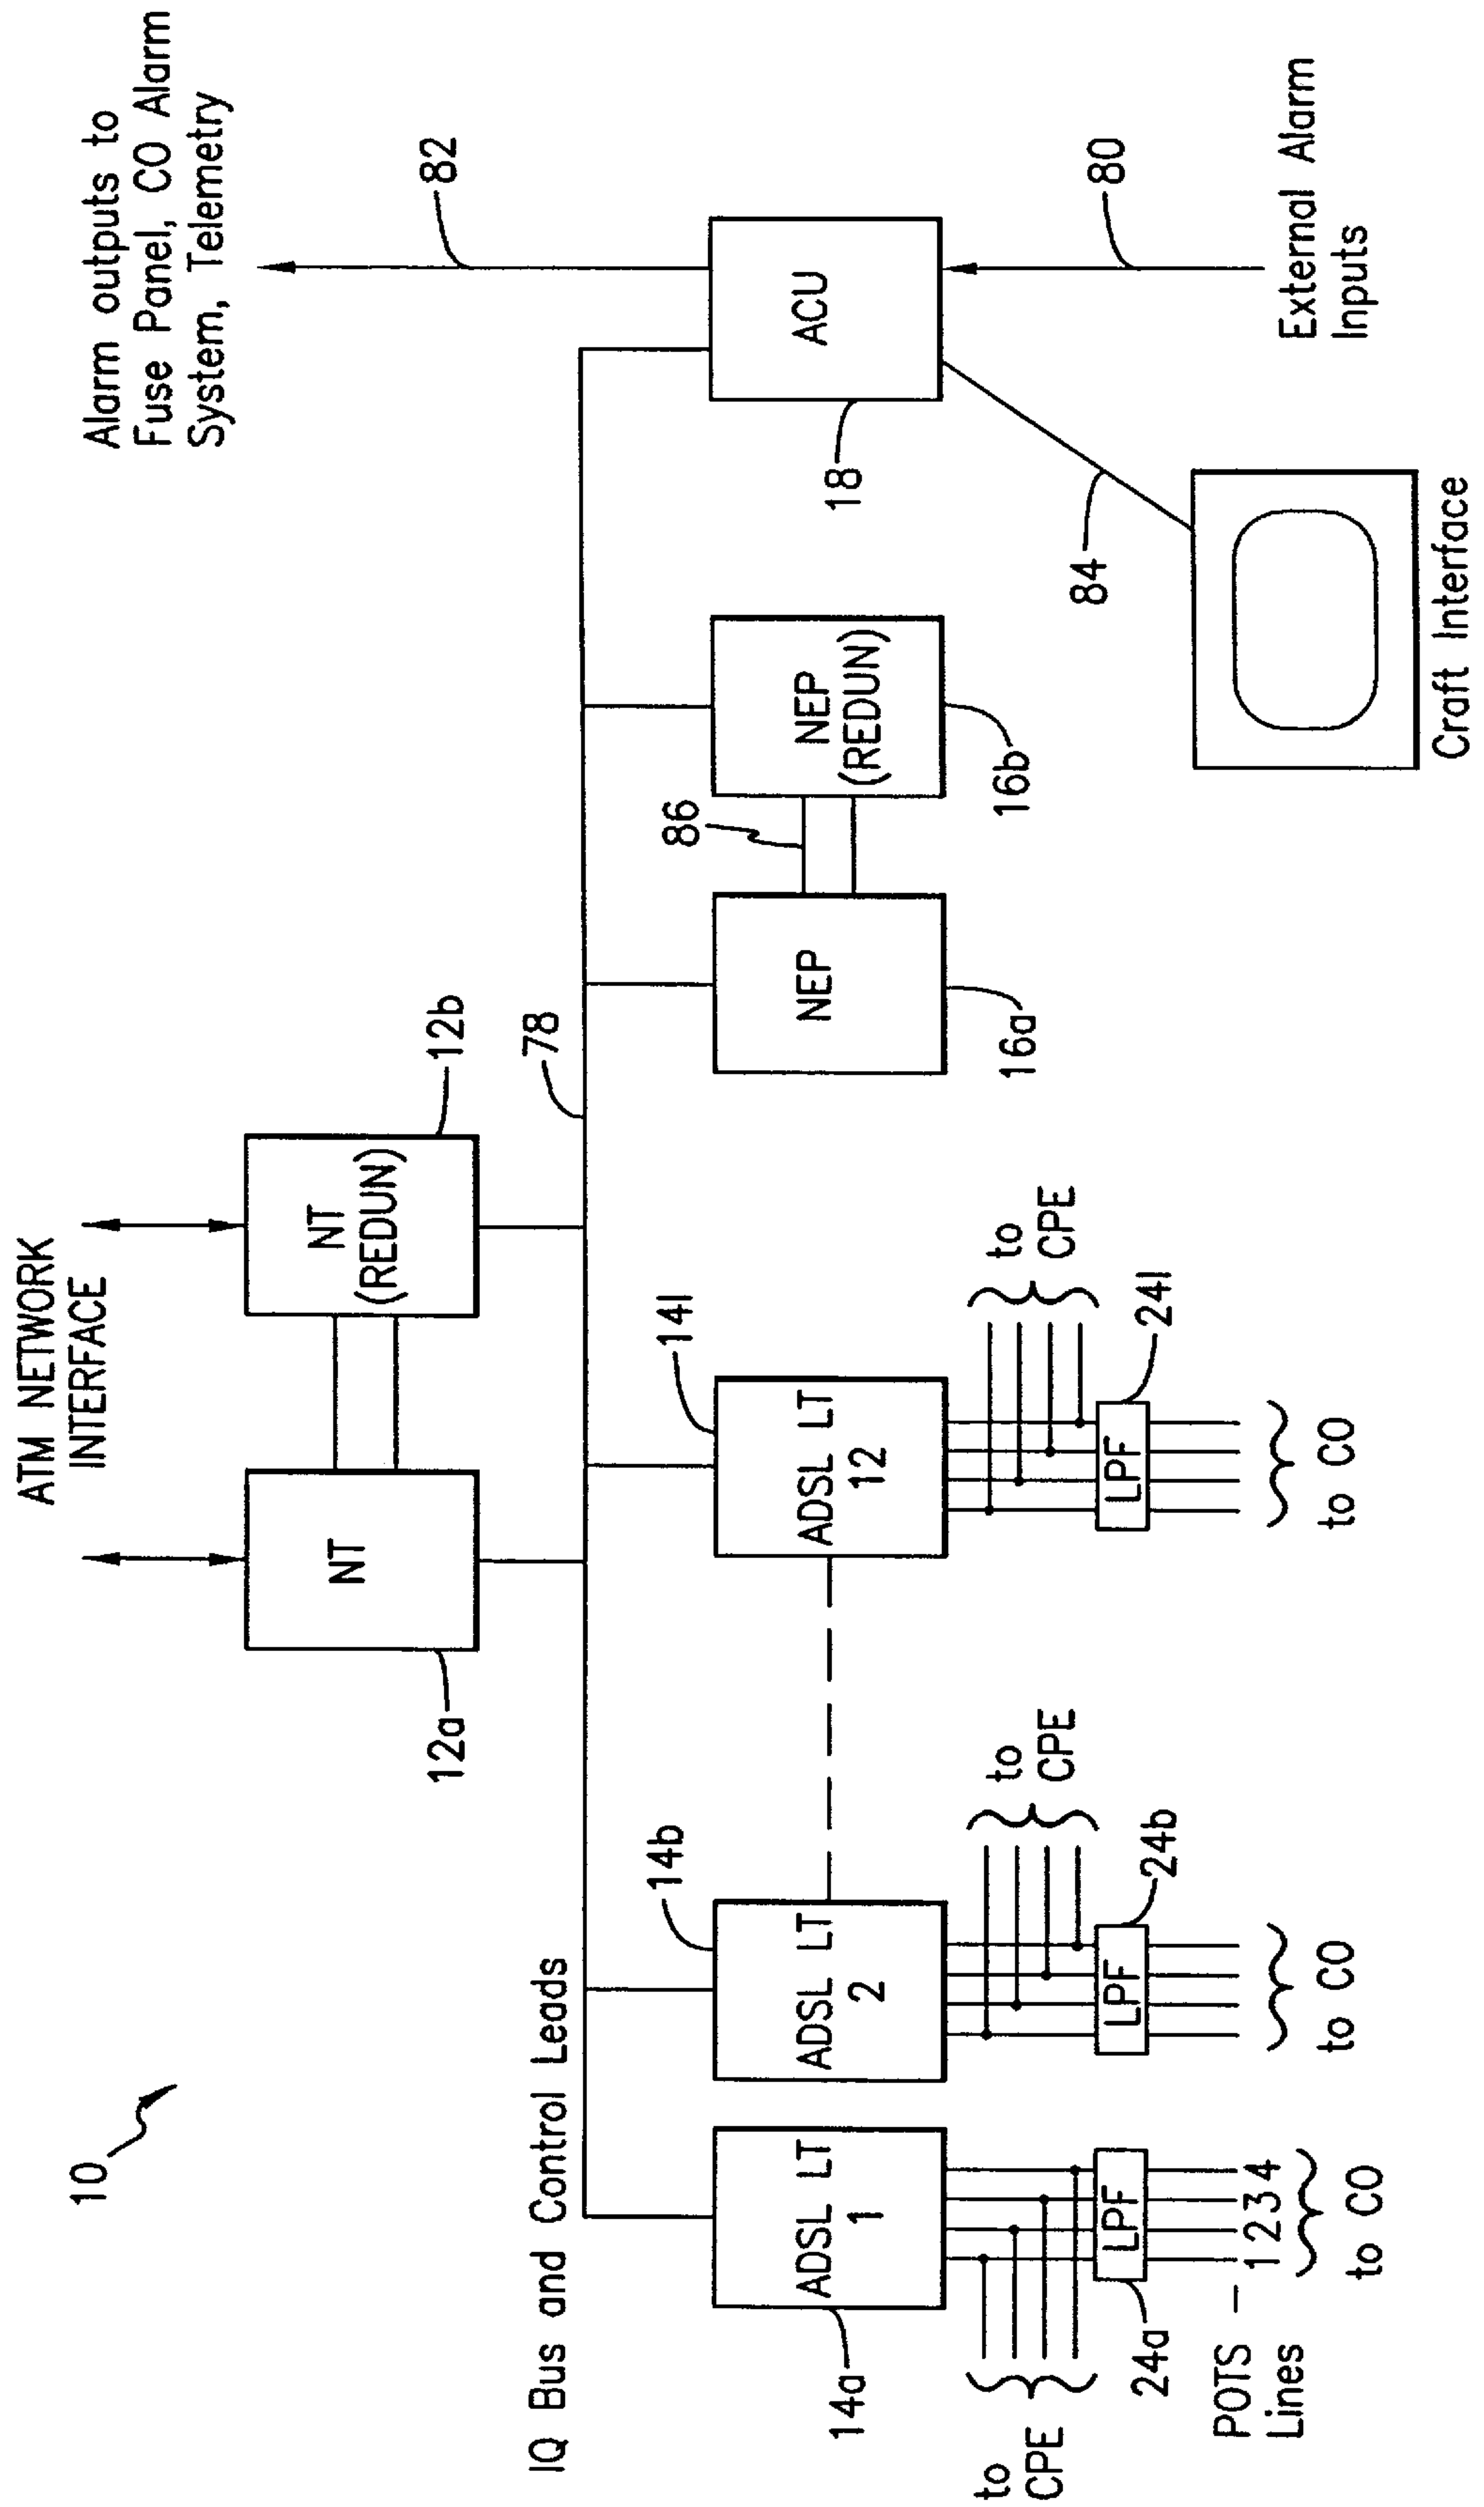 10
ATM NETWORK
INTERFACE
Alarm outputs to
Fuse Panel, CO Alarm
System, Telemetry
12a
NT
NT
(REDUN)
12b
82
IQ Bus and Control Leads
78
14a
ADSL LT
1
14b
ADSL LT
2
14l
ADSL LT
12
NEP
16a
86
NEP
(REDUN)
16b
18
ACU
84
80
to
CPE
to
CPE
to
CPE
24a
LPF
24b
LPF
24l
LPF
POTS – 1 2 3 4
Lines
to CO
to CO
to CO
Craft Interface
External Alarm
Inputs